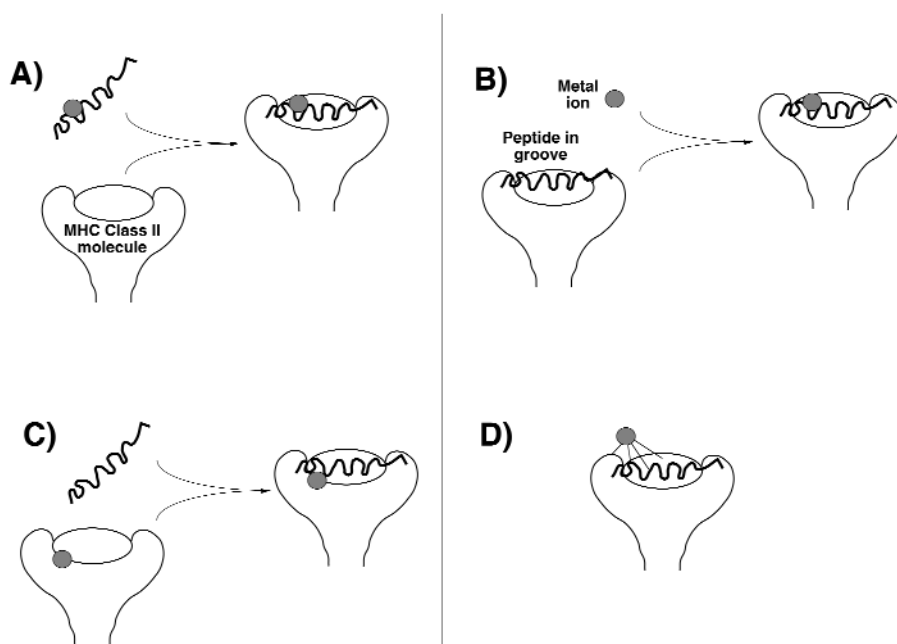 A)
MHC Class II
molecule
B)
Metal
ion
Peptide in
groove
C)
D)